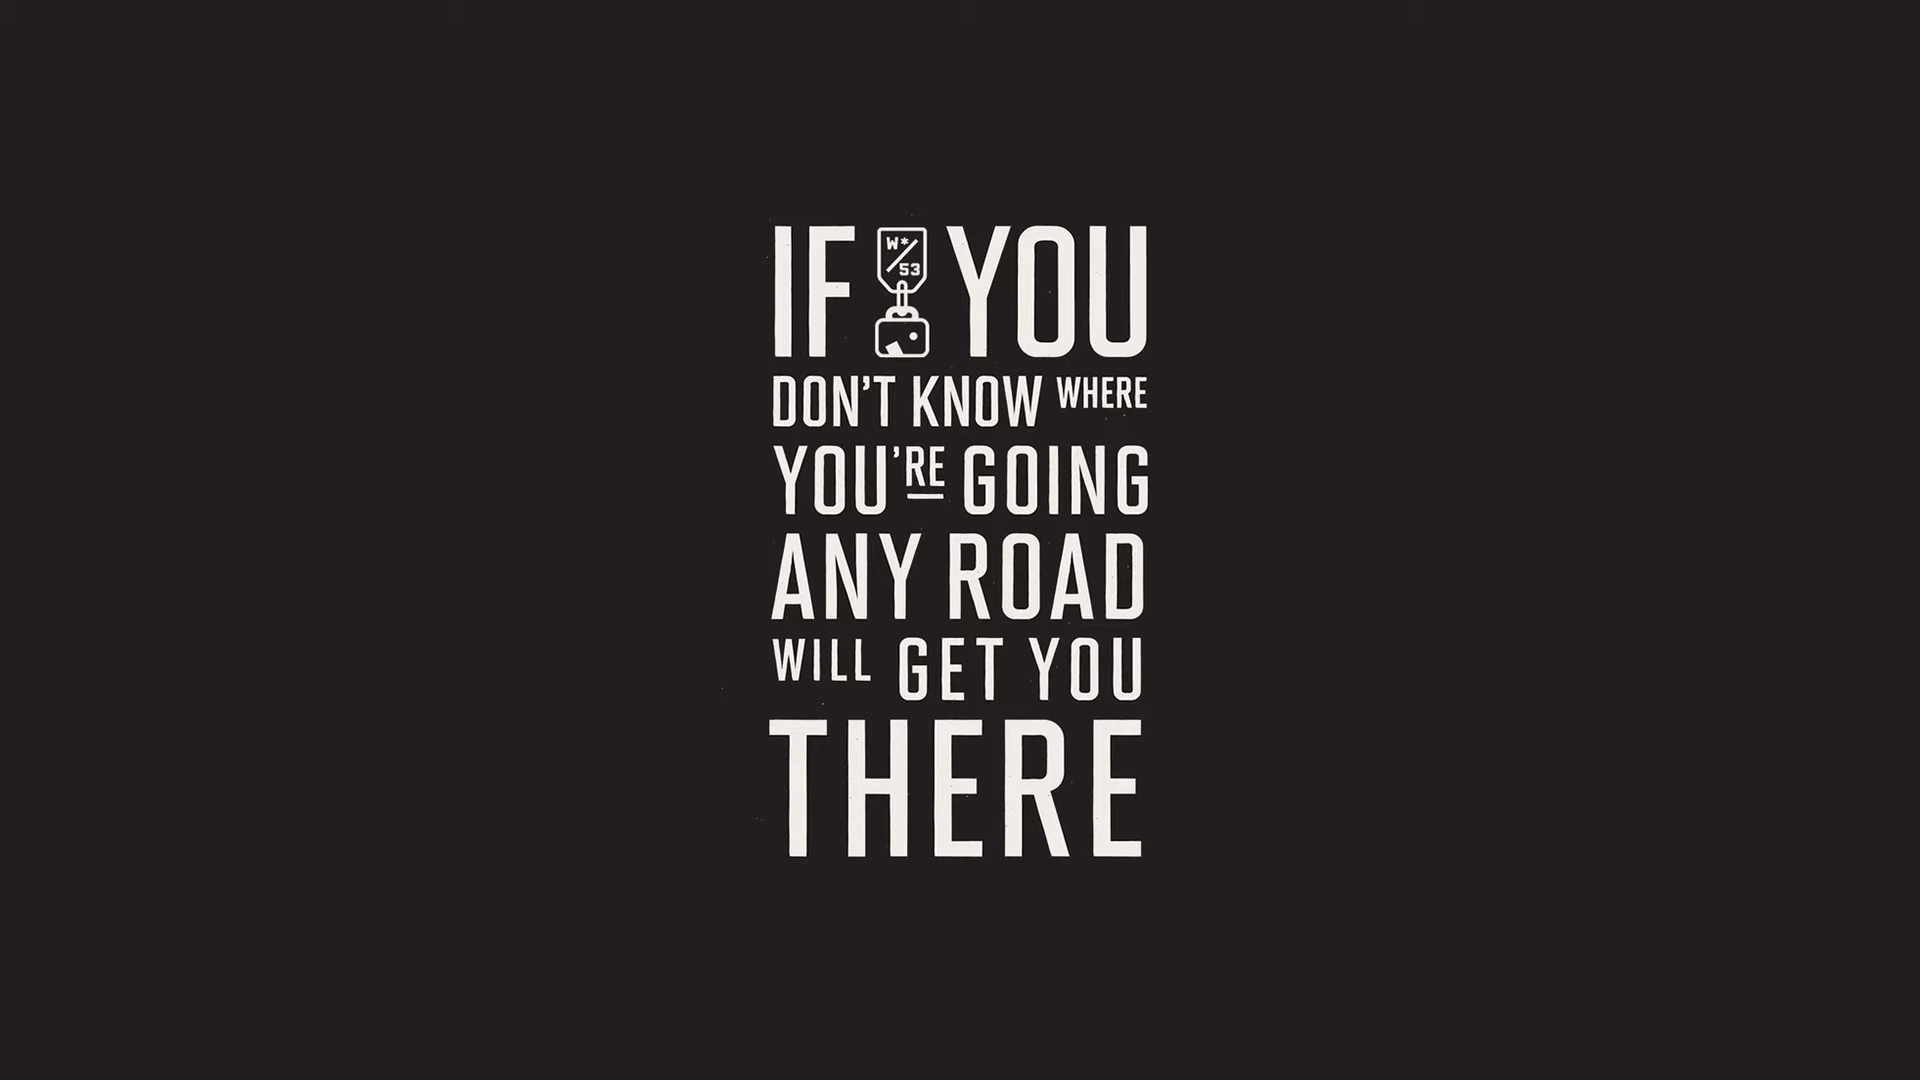 IF W*/53 YOU
DON'T KNOW WHERE
YOU'RE GOING
ANY ROAD
WILL GET YOU
THERE